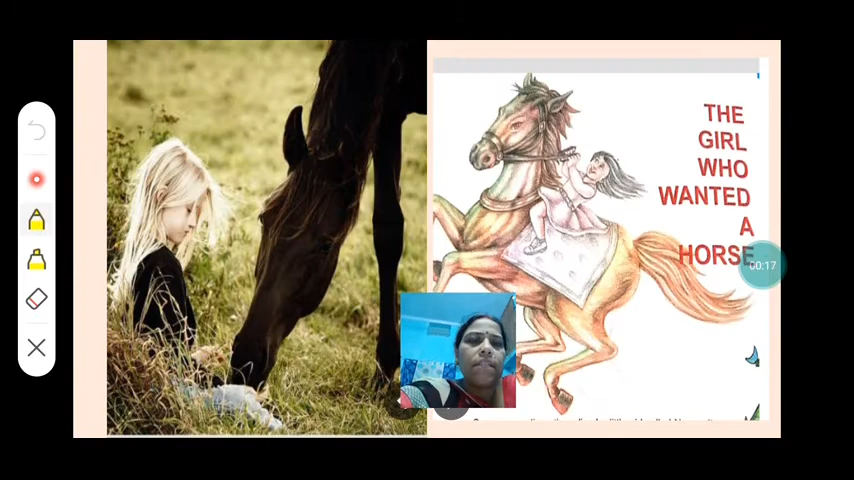 THE
GIRL
WHO
WANTED
A
HORSE
00:17